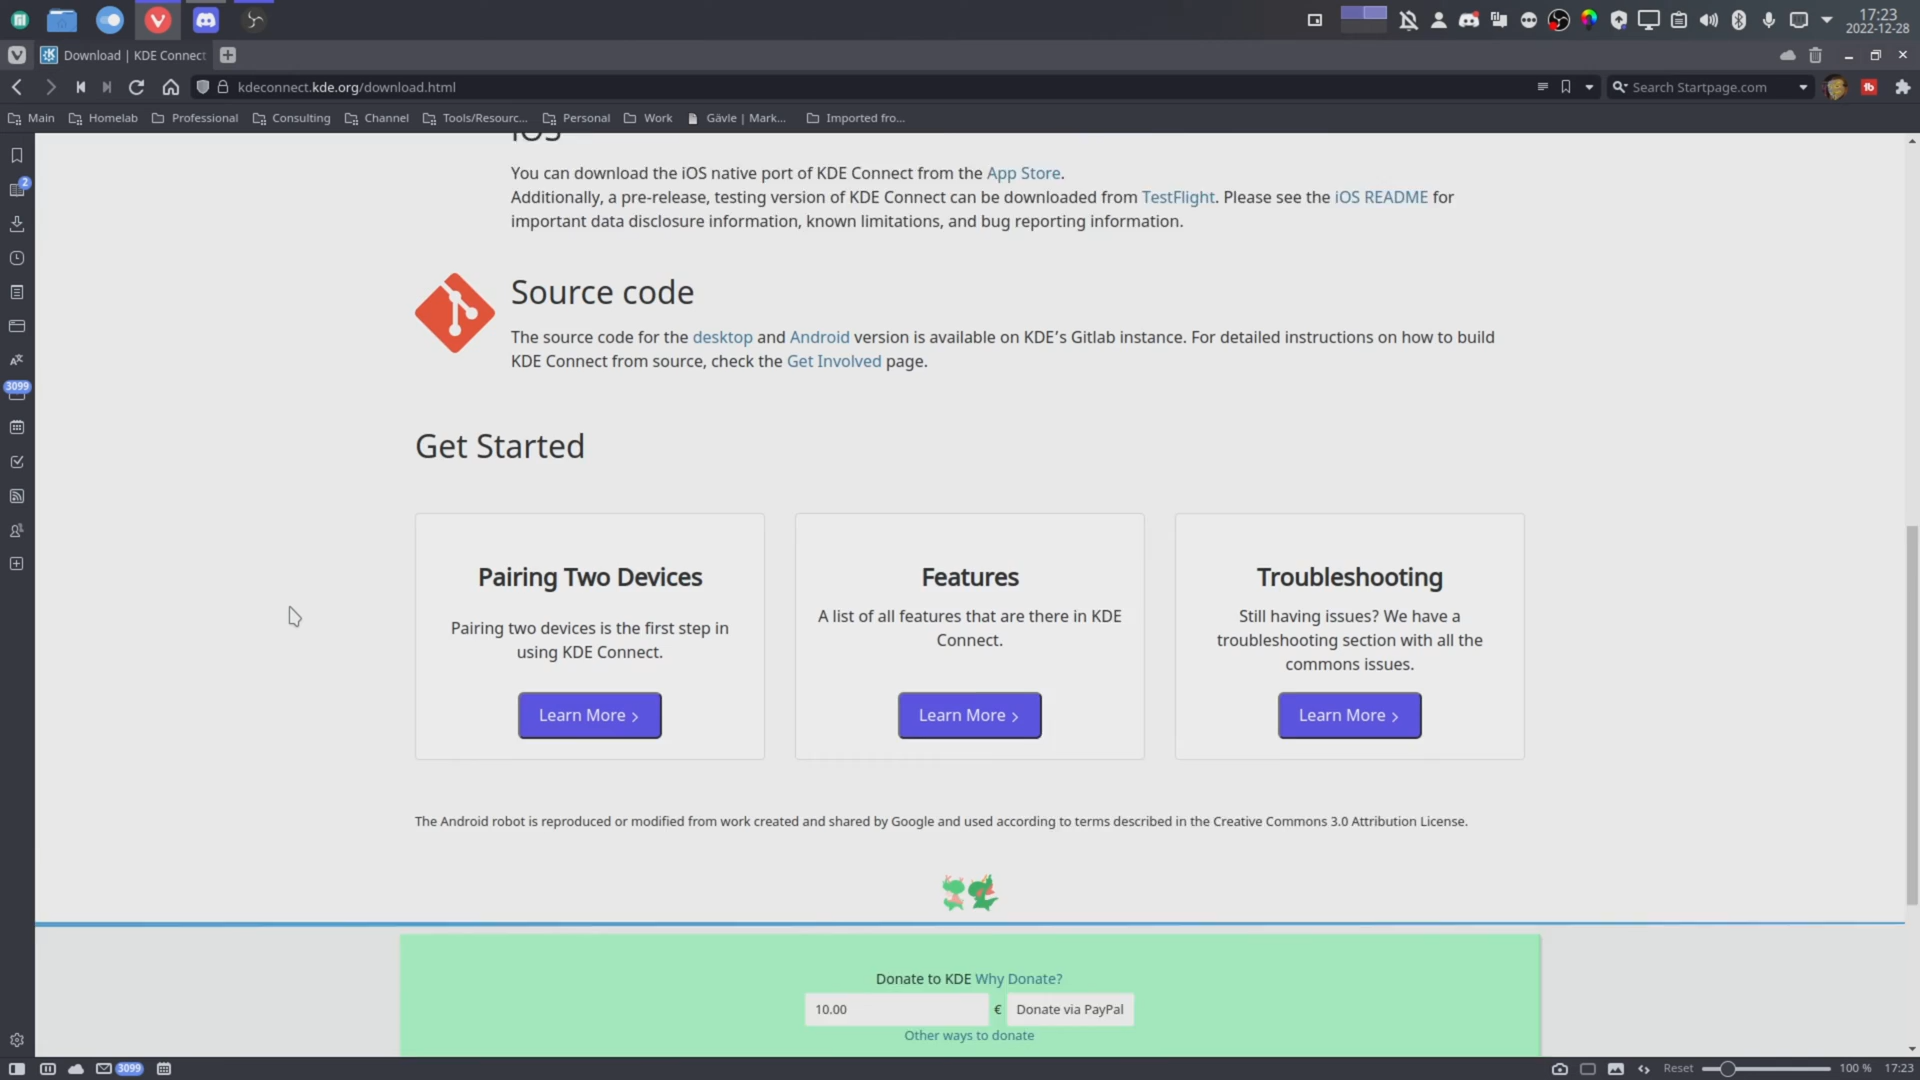 17:23
2022-12-28
Download | KDE Connect
kdeconnect.kde.org/download.html
Search Startpage.com
Main
Homelab
Professional
Consulting
Channel
Tools/Resourc...
Personal
Work
Gävle | Mark...
Imported fro...
iOS
You can download the iOS native port of KDE Connect from the App Store.
Additionally, a pre-release, testing version of KDE Connect can be downloaded from TestFlight. Please see the iOS README for
important data disclosure information, known limitations, and bug reporting information.
2
Source code
The source code for the desktop and Android version is available on KDE's Gitlab instance. For detailed instructions on how to build
KDE Connect from source, check the Get Involved page.
3099
Get Started
Pairing Two Devices
Pairing two devices is the first step in
using KDE Connect.
Learn More >
Features
A list of all features that are there in KDE
Connect.
Learn More >
Troubleshooting
Still having issues? We have a
troubleshooting section with all the
commons issues.
Learn More >
The Android robot is reproduced or modified from work created and shared by Google and used according to terms described in the Creative Commons 3.0 Attribution License.
Donate to KDE Why Donate?
10.00 € Donate via PayPal
Other ways to donate
3099
Reset
100 %
17:23